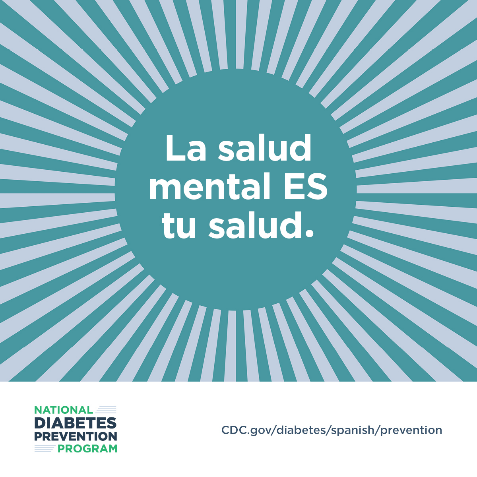 La salud
mental ES
tu salud.
NATIONAL
DIABETES
PREVENTION
PROGRAM
CDC.gov/diabetes/spanish/prevention